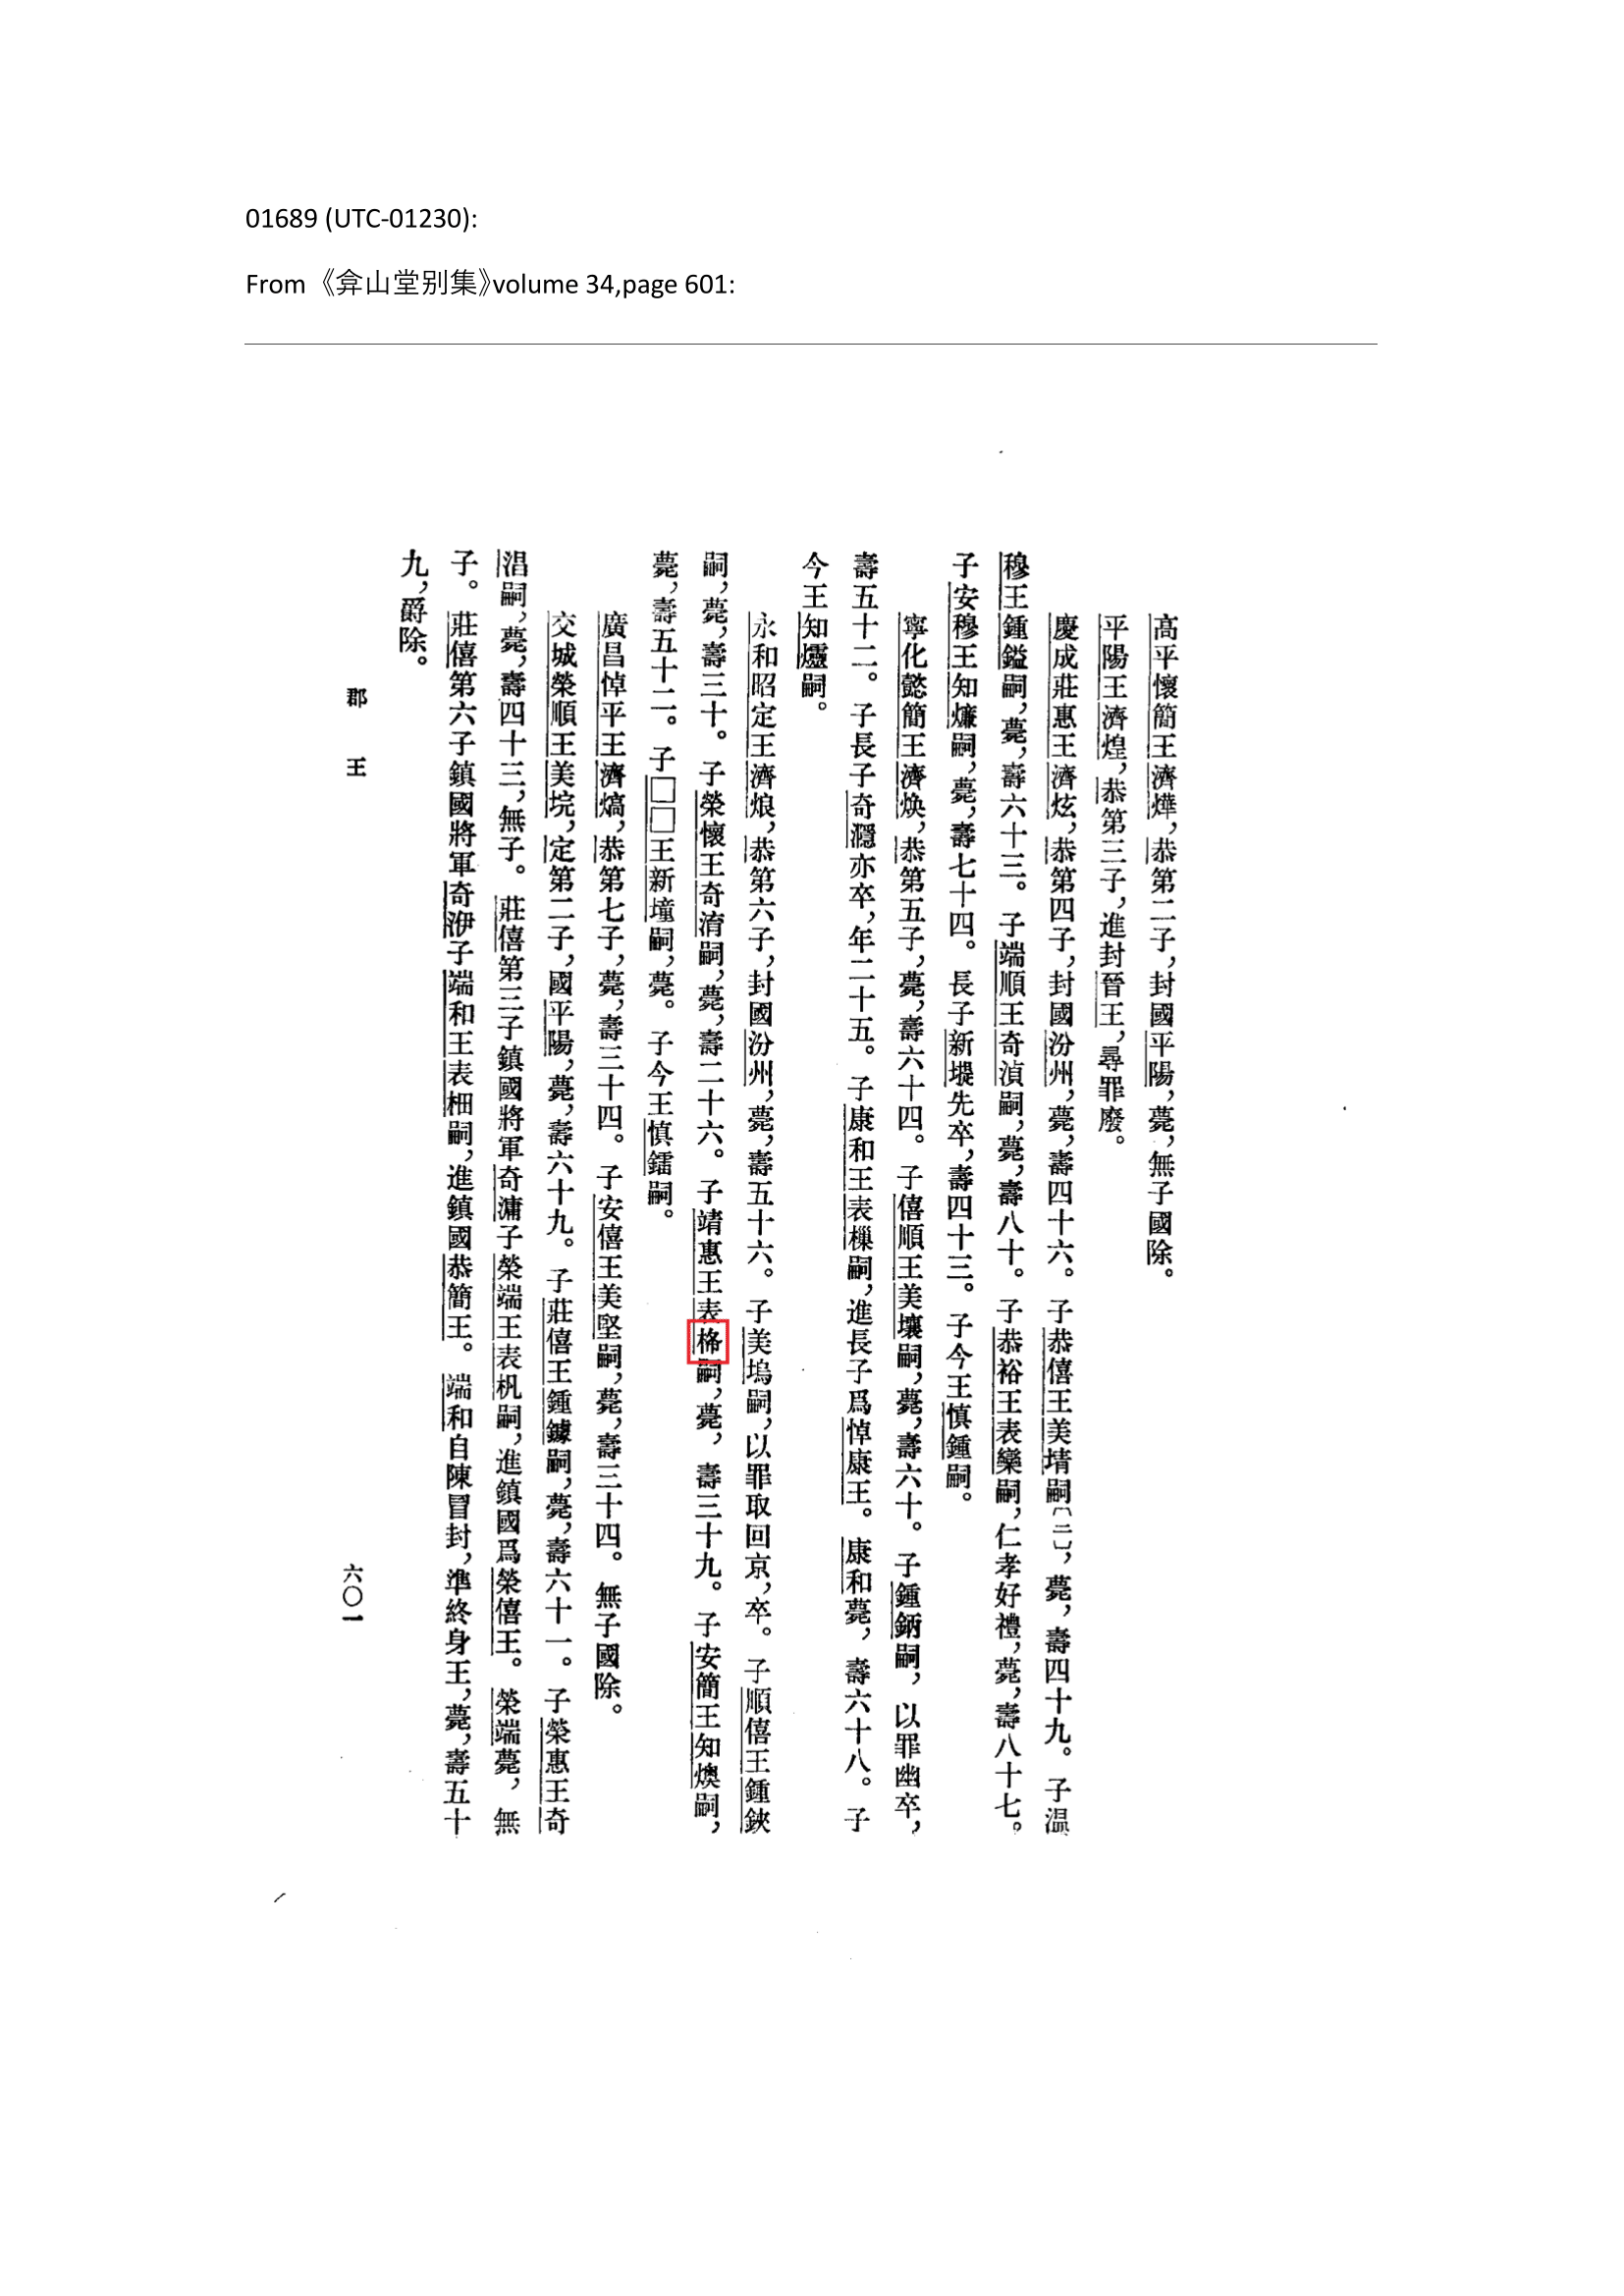 01689 (UTC-01230):
From《弇山堂别集》volume 34,page 601:
高平懷簡王濟燁，恭第二子，封國平陽，薨，無子國除。
平陽王濟熿，恭第三子，進封晉王，尋罪廢。
慶成莊惠王濟炫，恭第四子，封國汾州，薨，壽四十六。子恭僖王美堉嗣〔二〕，薨，壽四十九。子溫
穆王鍾鎰嗣，薨，壽六十三。子端順王奇湞嗣，薨，壽八十。子恭裕王表欒嗣，仁孝好禮，薨，壽八十七。
子安穆王知㷿嗣，薨，壽七十四。長子新堤先卒，壽四十三。子今王慎鍾嗣。
寧化懿簡王濟煥，恭第五子，薨，壽六十四。子僖順王美壤嗣，薨，壽六十。子鍾鈵嗣，以罪幽卒，
壽五十二。子長子奇濦亦卒，年二十五。子康和王表樔嗣，進長子爲悼康王。康和薨，壽六十八。子
今王知㸍嗣。
永和昭定王濟烺，恭第六子，封國汾州，薨，壽五十六。子美塢嗣，以罪取回京，卒。子順僖王鍾鋏
嗣，薨，壽三十。子榮懷王奇淯嗣，薨，壽二十六。子靖惠王表嗣，薨，壽三十九。子安簡王知燠嗣，
薨，壽五十二。子□□王新墥嗣，薨。子今王慎鐳嗣。
廣昌悼平王濟熇，恭第七子，薨，壽三十四。子安僖王美堅嗣，薨，壽三十四。無子國除。
交城榮順王美垸，定第二子，國平陽，薨，壽六十九。子莊僖王鍾鐻嗣，薨，壽六十一。子榮惠王奇
淐嗣，薨，壽四十三，無子。莊僖第三子鎮國將軍奇滽子榮端王表机嗣，進鎮國爲榮僖王。榮端薨，無
子。莊僖第六子鎮國將軍奇洢子端和王表柵嗣，進鎮國恭簡王。端和自陳冒封，準終身王，薨，壽五十
九，爵除。
郡王
六〇一